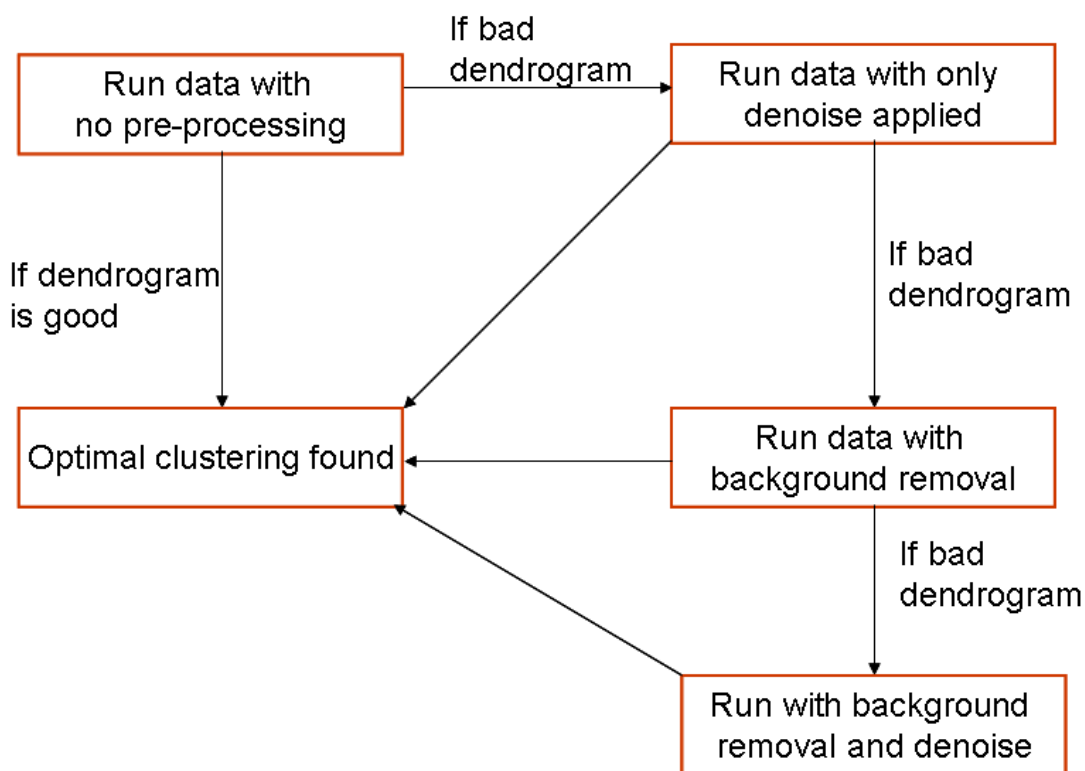 Run data with
no pre-processing
If bad
dendrogram
Run data with only
denoise applied
If dendrogram
is good
If bad
dendrogram
Optimal clustering found
Run data with
background removal
If bad
dendrogram
Run with background
removal and denoise